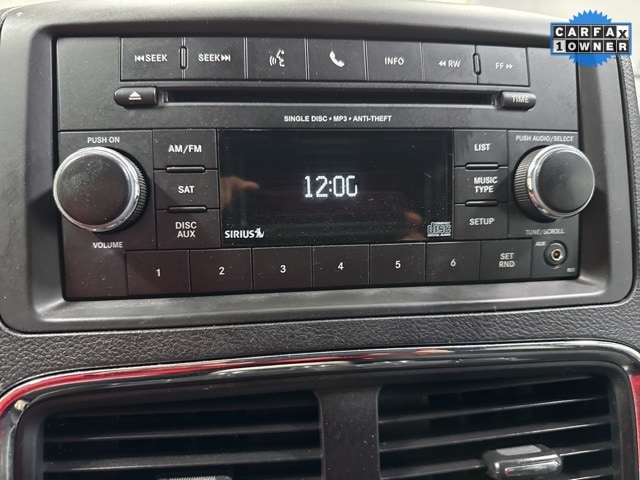 CARFAX
1OWNER
⏮SEEK SEEK⏭ INFO ◀◀ RW FF ▶▶
TIME
SINGLE DISC • MP3 • ANTI-THEFT
PUSH ON AM/FM LIST PUSH AUDIO/SELECT
SAT 12:00 MUSIC TYPE
VOLUME DISC AUX SIRIUS SETUP TUNE/SCROLL
1 2 3 4 5 6 SET RND AUX
RES